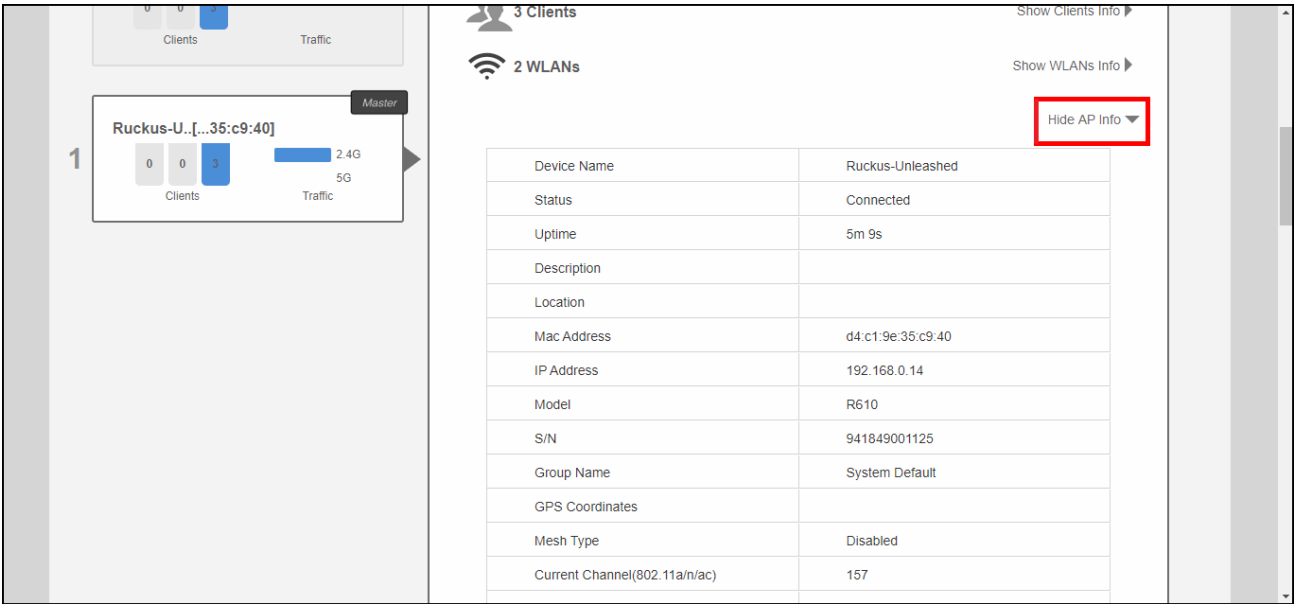 0 0 3
Clients Traffic
3 Clients Show Clients Info
2 WLANs Show WLANs Info
Hide AP Info
Master
Ruckus-U..[...35:c9:40]
1
0 0 3
2.4G
5G
Clients Traffic
Device Name Ruckus-Unleashed
Status Connected
Uptime 5m 9s
Description
Location
Mac Address d4:c1:9e:35:c9:40
IP Address 192.168.0.14
Model R610
S/N 941849001125
Group Name System Default
GPS Coordinates
Mesh Type Disabled
Current Channel(802.11a/n/ac) 157